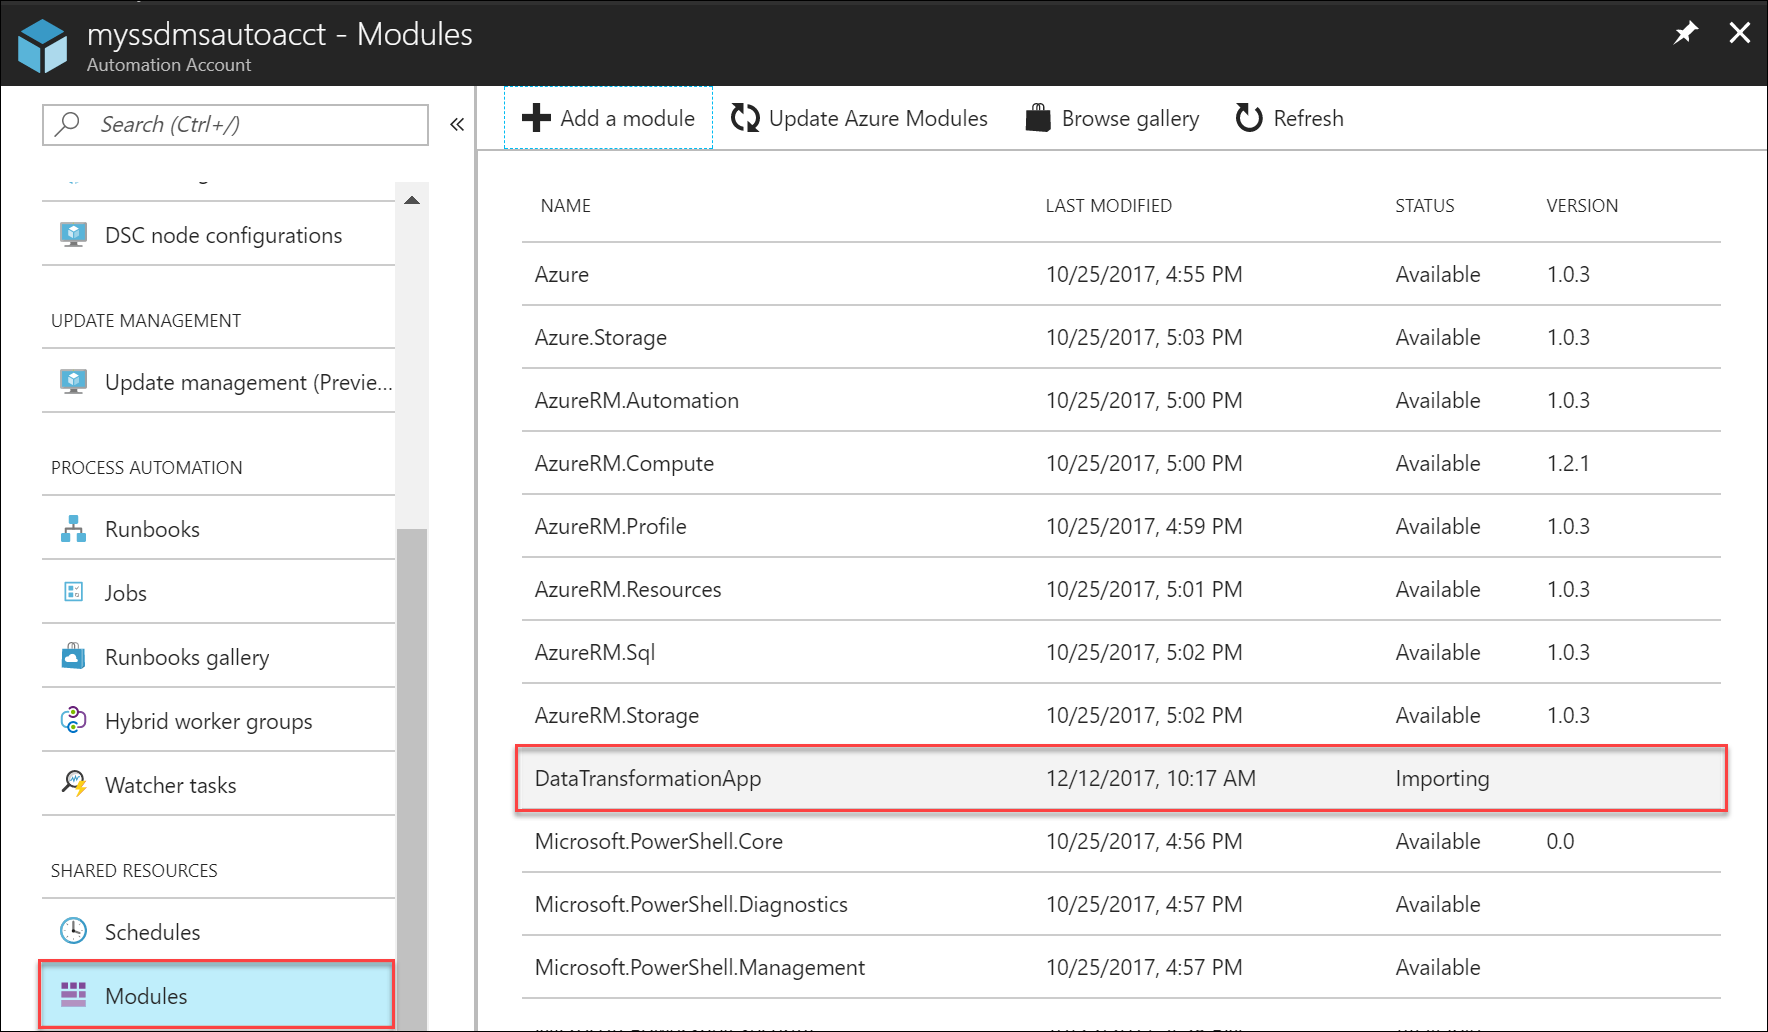 myssdmsautoacct - Modules
Automation Account
Search (Ctrl+/)
«
Add a module
Update Azure Modules
Browse gallery
Refresh
DSC node configurations
UPDATE MANAGEMENT
Update management (Previe...
PROCESS AUTOMATION
Runbooks
Jobs
Runbooks gallery
Hybrid worker groups
Watcher tasks
SHARED RESOURCES
Schedules
Modules
NAME LAST MODIFIED STATUS VERSION
Azure 10/25/2017, 4:55 PM Available 1.0.3
Azure.Storage 10/25/2017, 5:03 PM Available 1.0.3
AzureRM.Automation 10/25/2017, 5:00 PM Available 1.0.3
AzureRM.Compute 10/25/2017, 5:00 PM Available 1.2.1
AzureRM.Profile 10/25/2017, 4:59 PM Available 1.0.3
AzureRM.Resources 10/25/2017, 5:01 PM Available 1.0.3
AzureRM.Sql 10/25/2017, 5:02 PM Available 1.0.3
AzureRM.Storage 10/25/2017, 5:02 PM Available 1.0.3
DataTransformationApp 12/12/2017, 10:17 AM Importing
Microsoft.PowerShell.Core 10/25/2017, 4:56 PM Available 0.0
Microsoft.PowerShell.Diagnostics 10/25/2017, 4:57 PM Available
Microsoft.PowerShell.Management 10/25/2017, 4:57 PM Available